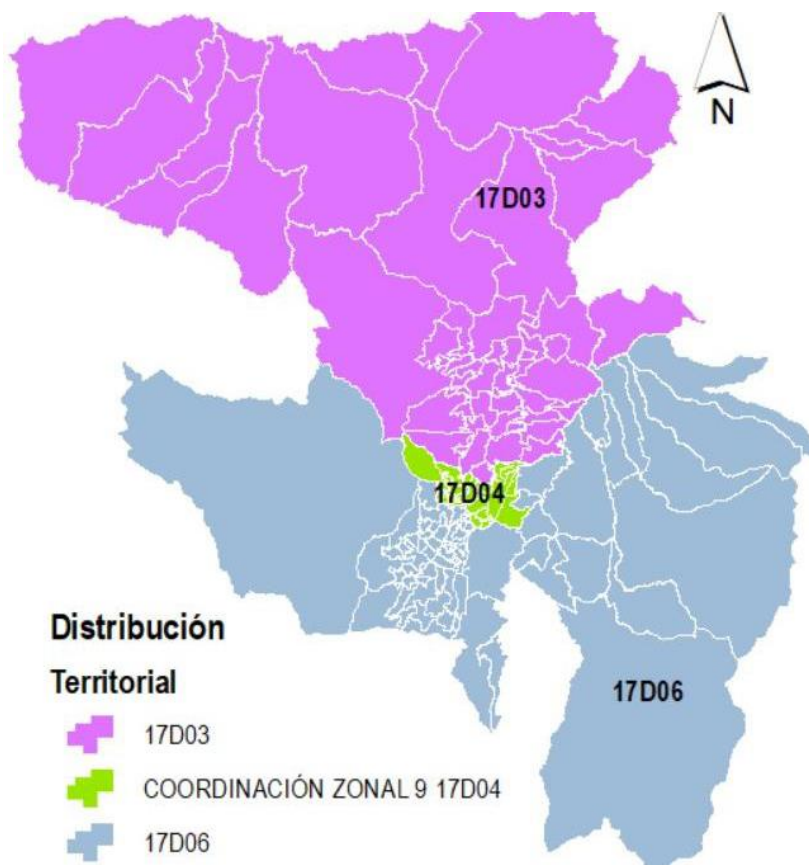 N
17D03
17D04
17D06
Distribución
Territorial
17D03
COORDINACIÓN ZONAL 9 17D04
17D06